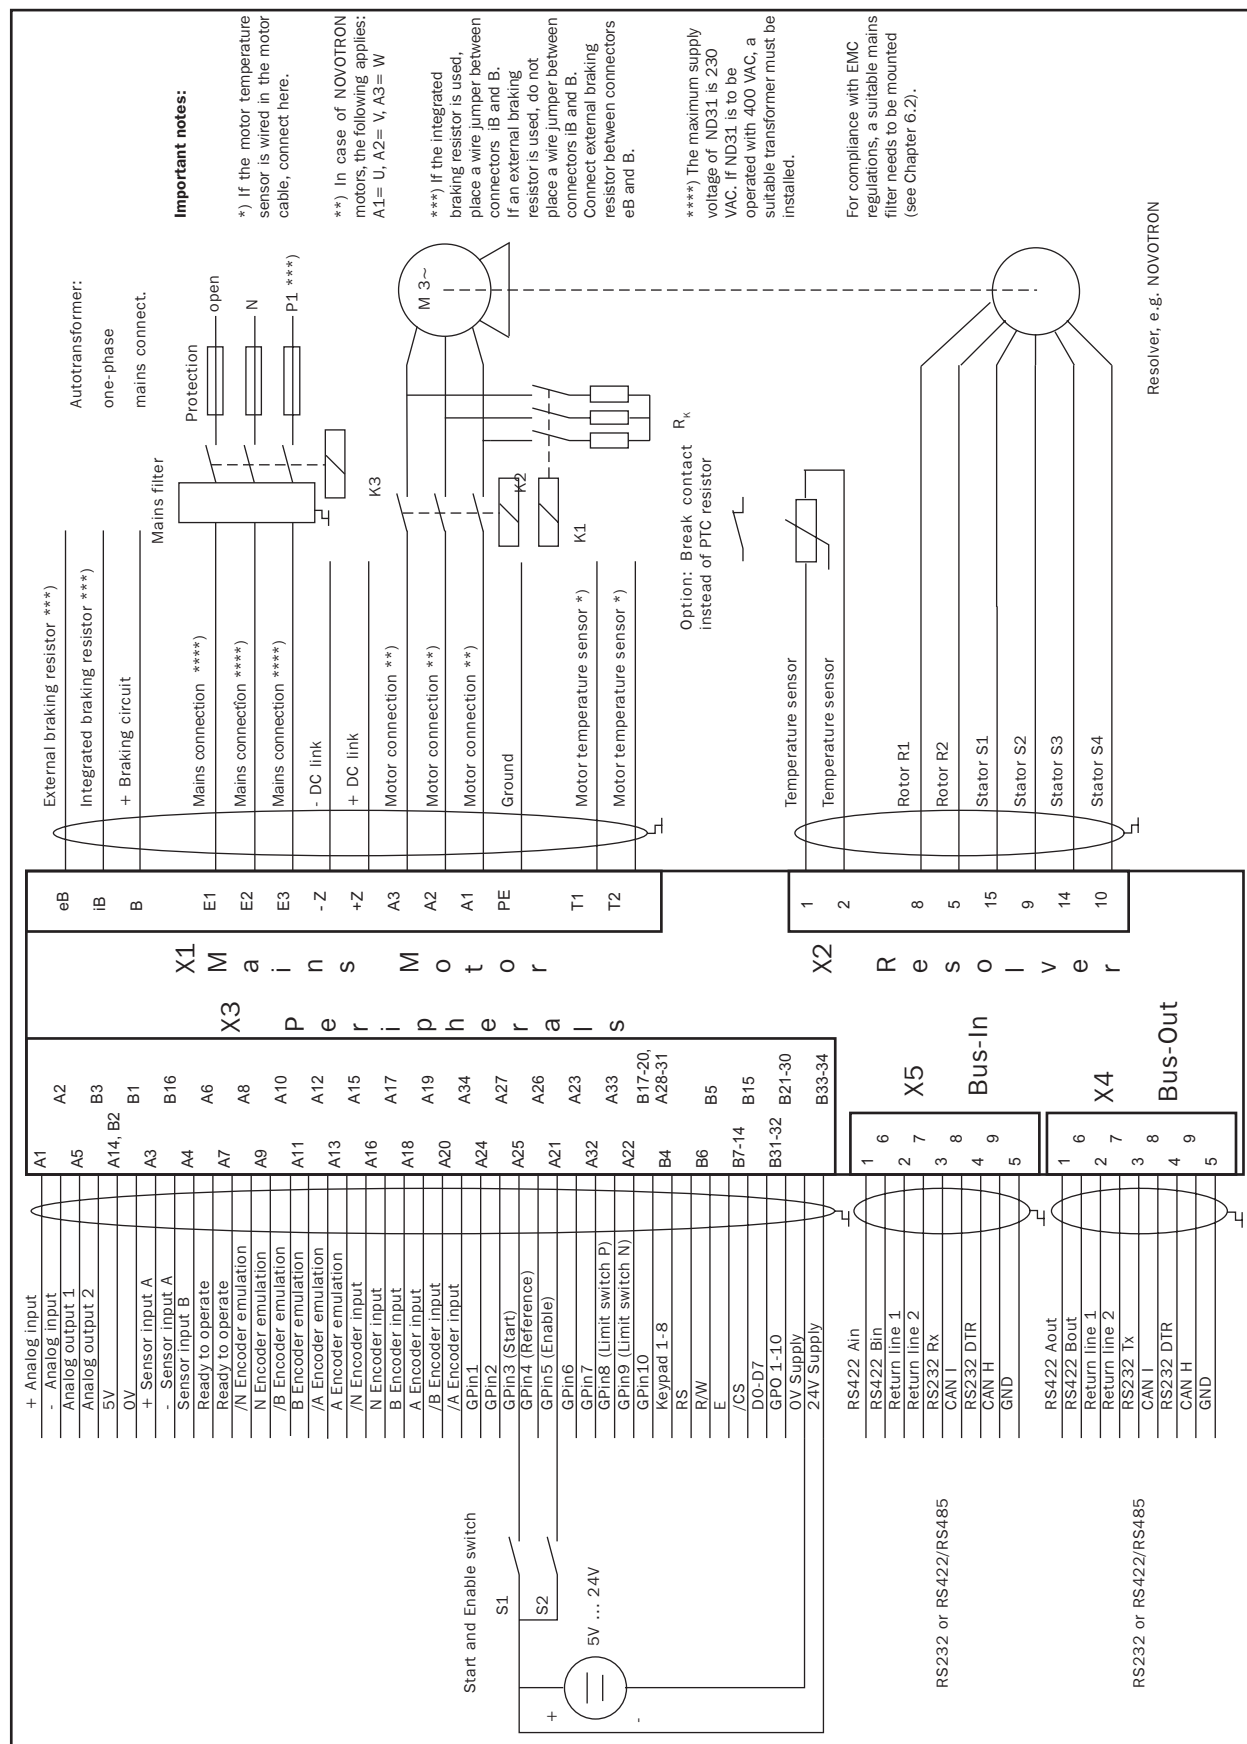 External braking resistor ***)
Integrated braking resistor ***)
+ Braking circuit
Mains connection ****)
Mains connection ****)
Mains connection ****)
- DC link
+ DC link
Motor connection **)
Motor connection **)
Motor connection **)
Ground
Motor temperature sensor *)
Motor temperature sensor *)
Mains filter
Protection
Autotransformer:
one-phase
mains connect.
open
N
P1 ***)
K3
K2
K1
R K
M 3~
Important notes:
*) If the motor temperature
sensor is wired in the motor
cable, connect here.
**) In case of NOVOTRON
motors, the following applies:
A1= U, A2= V, A3= W
***) If the integrated
braking resistor is used,
place a wire jumper between
connectors iB and B.
If an external braking
resistor is used, do not
place a wire jumper between
connectors iB and B.
Connect external braking
resistor between connectors
eB and B.
****) The maximum supply
voltage of ND31 is 230
VAC. If ND31 is to be
operated with 400 VAC, a
suitable transformer must be
installed.
For compliance with EMC
regulations, a suitable mains
filter needs to be mounted
(see Chapter 6.2).
Option: Break contact
instead of PTC resistor
Temperature sensor
Temperature sensor
Rotor R1
Rotor R2
Stator S1
Stator S2
Stator S3
Stator S4
Resolver, e.g. NOVOTRON
eB
iB
B
E1
E2
E3
- Z
+Z
A3
A2
A1
PE
T1
T2
X1
Mains Motor
1
2
8
5
15
9
14
10
X2
Resolver
X3
Peripherals
A1
A2
A5
B3
A14, B2
B1
A3
B16
A4
A6
A7
A8
A9
A10
A11
A12
A13
A15
A16
A17
A18
A19
A20
A34
A24
A27
A25
A26
A21
A23
A32
A33
A22
B17-20,
A28-31
B4
B5
B6
B15
B7-14
B21-30
B31-32
B33-34
+ Analog input
- Analog input
Analog output 1
Analog output 2
5V
0V
+ Sensor input A
- Sensor input A
Sensor input B
Ready to operate
Ready to operate
/N Encoder emulation
N Encoder emulation
/B Encoder emulation
B Encoder emulation
/A Encoder emulation
A Encoder emulation
/N Encoder input
N Encoder input
B Encoder input
A Encoder input
/B Encoder input
/A Encoder input
GPin1
GPin2
GPin3 (Start)
GPin4 (Reference)
GPin5 (Enable)
GPin6
GPin7
GPin8 (Limit switch P)
GPin9 (Limit switch N)
GPin10
Keypad 1-8
RS
R/W
E
/CS
D0-D7
GPO 1-10
0V Supply
24V Supply
Start and Enable switch
S1
S2
5V ... 24V
+
-
X5
Bus-In
1
6
2
7
3
8
4
9
5
RS422 Ain
RS422 Bin
Return line 1
Return line 2
RS232 Rx
CAN I
RS232 DTR
CAN H
GND
RS232 or RS422/RS485
X4
Bus-Out
1
6
2
7
3
8
4
9
5
RS422 Aout
RS422 Bout
Return line 1
Return line 2
RS232 Tx
CAN I
RS232 DTR
CAN H
GND
RS232 or RS422/RS485